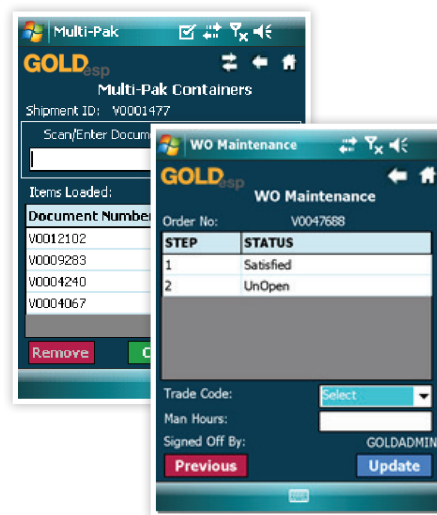 Multi-Pak
GOLDesp
Multi-Pak Containers
Shipment ID: V0001477
Scan/Enter
Items Loaded:
Document Number
V0012102
V0009283
V0004240
V0004067
Remove
WO Maintenance
GOLDesp
WO Maintenance
Order No: V0047688
STEP STATUS
1 Satisfied
2 UnOpen
Trade Code: Select
Man Hours:
Signed Off By: GOLDADMIN
Previous Update